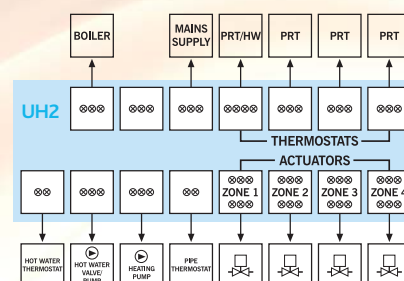 BOILER
MAINS
SUPPLY
PRT/HW
PRT
PRT
PRT
UH2
THERMOSTATS
ACTUATORS
ZONE 1
ZONE 2
ZONE 3
ZONE 4
HOT WATER
THERMOSTAT
HOT WATER
VALVE/
PUMP
HEATING
PUMP
PIPE
THERMOSTAT